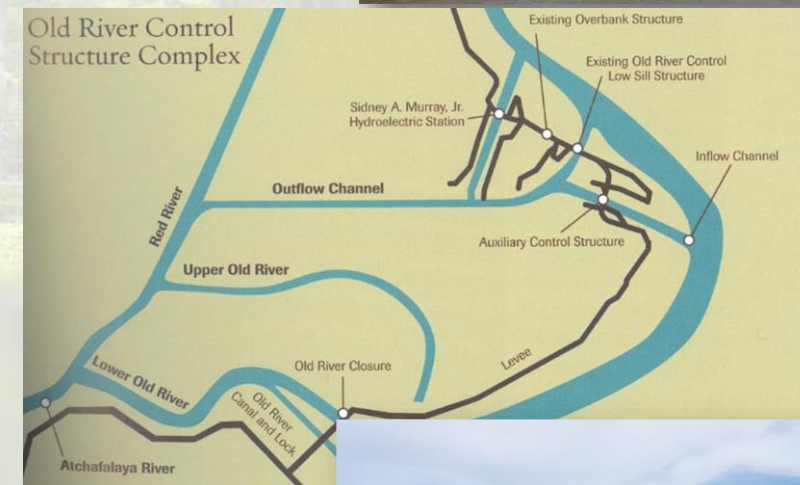 Old River Control
Structure Complex
Existing Overbank Structure
Existing Old River Control
Low Sill Structure
Sidney A. Murray, Jr.
Hydroelectric Station
Inflow Channel
Outflow Channel
Red River
Auxiliary Control Structure
Upper Old River
Levee
Old River Closure
Lower Old River
Old River
Canal and Lock
Atchafalaya River